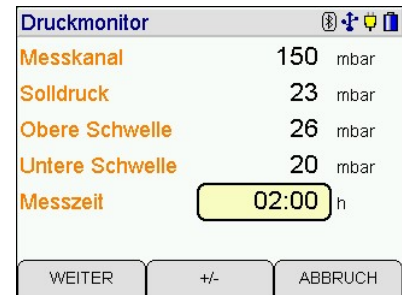 Druckmonitor
Messkanal 150 mbar
Solldruck 23 mbar
Obere Schwelle 26 mbar
Untere Schwelle 20 mbar
Messzeit 02:00 h
WEITER +/- ABBRUCH